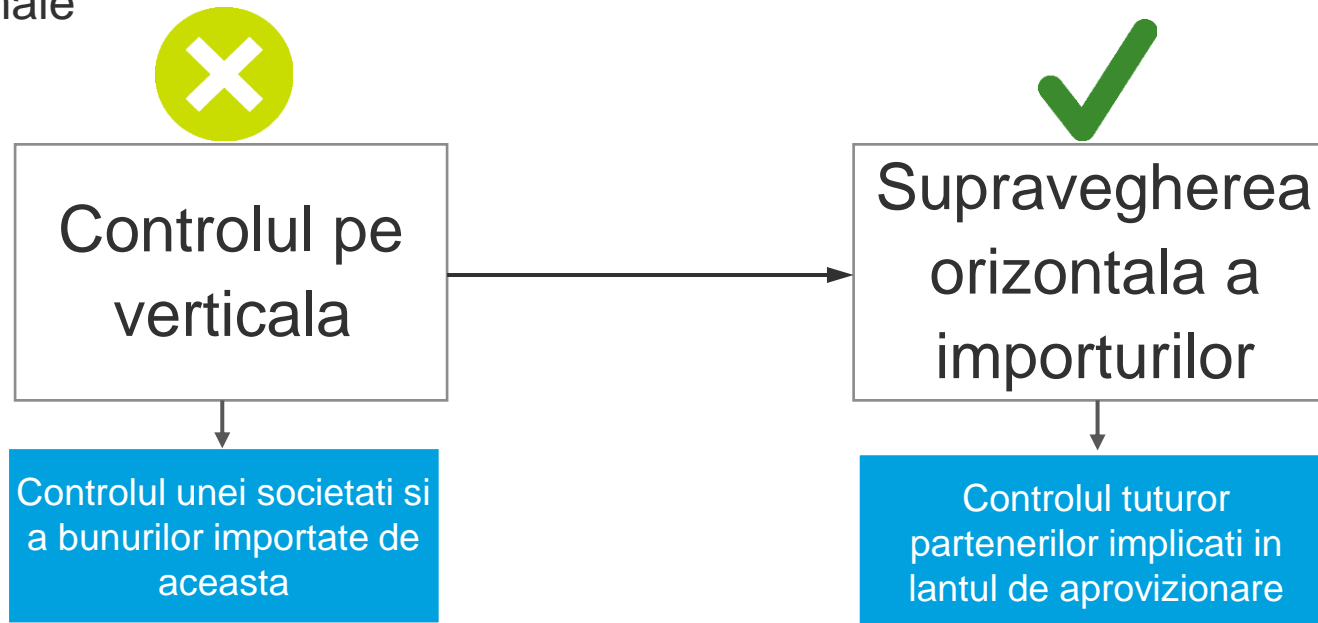 Controlul pe
verticala
Supravegherea
orizontala a
importurilor
Controlul unei societati si
a bunurilor importate de
aceasta
Controlul tuturor
partenerilor implicati in
lantul de aprovizionare